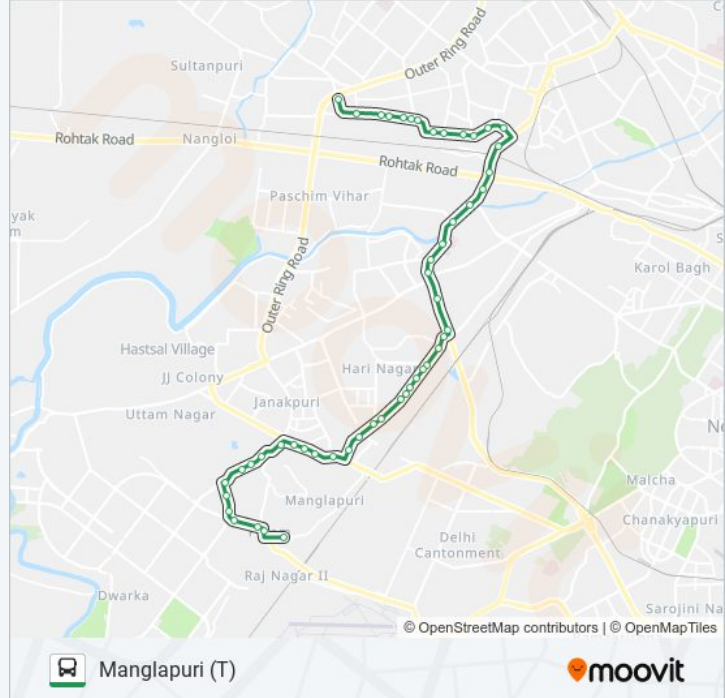 Outer Ring Road
Sultanpuri
Rohtak Road
Nangloi
Rohtak Road
Paschim Vihar
yak
m
Outer Ring Road
Karol Bagh
Hastsal Village
JJ Colony
Hari Nagar
Janakpuri
Uttam Nagar
Ne
Malcha
Manglapuri
Chanakyapuri
Delhi
Cantonment
Raj Nagar II
Dwarka
Sarojini Na
© OpenStreetMap contributors | © OpenMapTiles
Manglapuri (T)
moovit